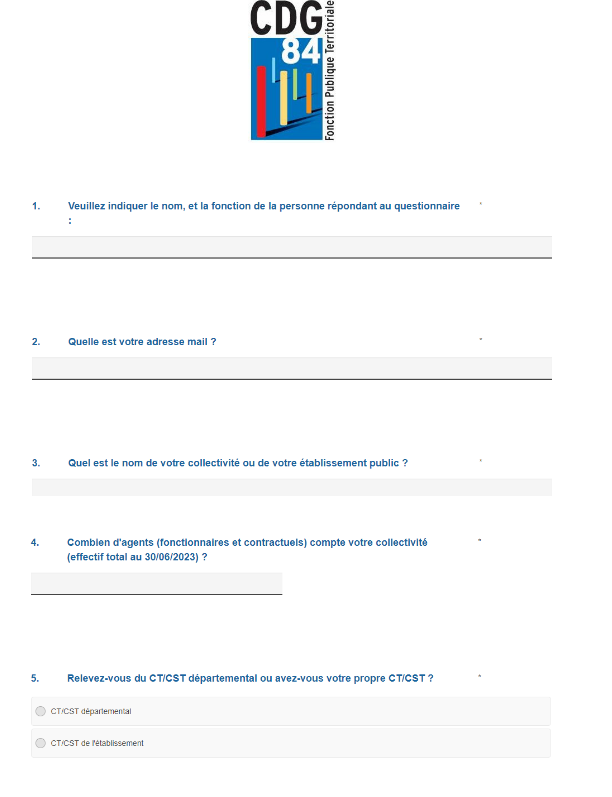 CDG
84
Fonction Publique Territoriale
1. Veuillez indiquer le nom, et la fonction de la personne répondant au questionnaire *
:
2. Quelle est votre adresse mail ? *
3. Quel est le nom de votre collectivité ou de votre établissement public ? *
4. Combien d'agents (fonctionnaires et contractuels) compte votre collectivité *
(effectif total au 30/06/2023) ?
5. Relevez-vous du CT/CST départemental ou avez-vous votre propre CT/CST ? *
CT/CST départemental
CT/CST de l'établissement